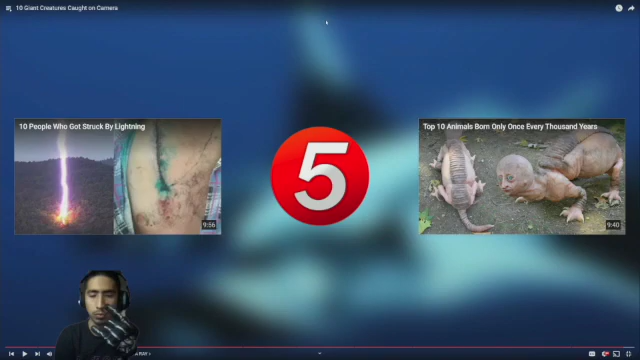 10 Giant Creatures Caught on Camera
10 People Who Got Struck By Lightning
9:56
5
Top 10 Animals Born Only Once Every Thousand Years
9:40